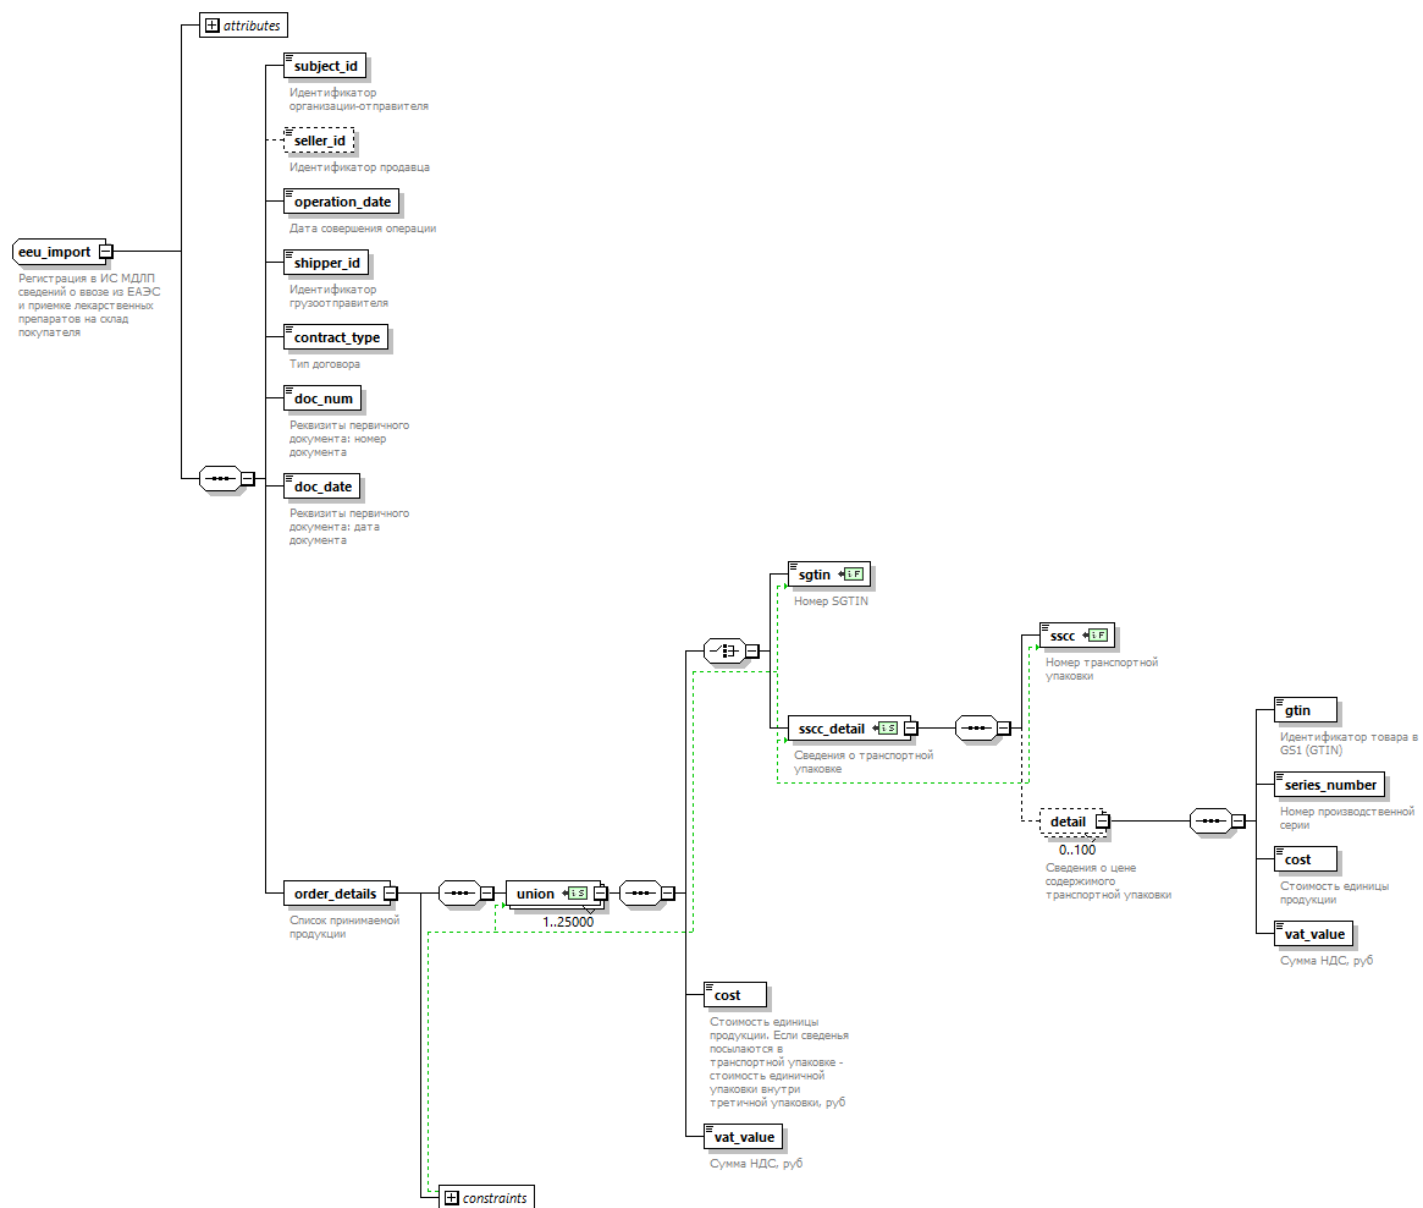 attributes
subject_id
Идентификатор
организации-отправителя
seller_id
Идентификатор продавца
operation_date
Дата совершения операции
eeu_import
Регистрация в ИС МДЛП
сведений о ввозе из ЕАЭС
и приемке лекарственных
препаратов на склад
покупателя
shipper_id
Идентификатор
грузоотправителя
contract_type
Тип договора
doc_num
Реквизиты первичного
документа: номер
документа
doc_date
Реквизиты первичного
документа: дата
документа
sgtin iF
Номер SGTIN
sscc iF
Номер транспортной
упаковки
sscc_detail iS
Сведения о транспортной
упаковке
gtin
Идентификатор товара в
GS1 (GTIN)
series_number
Номер производственной
серии
detail
0..100
Сведения о цене
содержимого
транспортной упаковки
cost
Стоимость единицы
продукции
vat_value
Сумма НДС, руб
order_details
Список принимаемой
продукции
union iS
1..25000
cost
Стоимость единицы
продукции. Если сведенья
посылаются в
транспортной упаковке -
стоимость единичной
упаковки внутри
третичной упаковки, руб
vat_value
Сумма НДС, руб
constraints